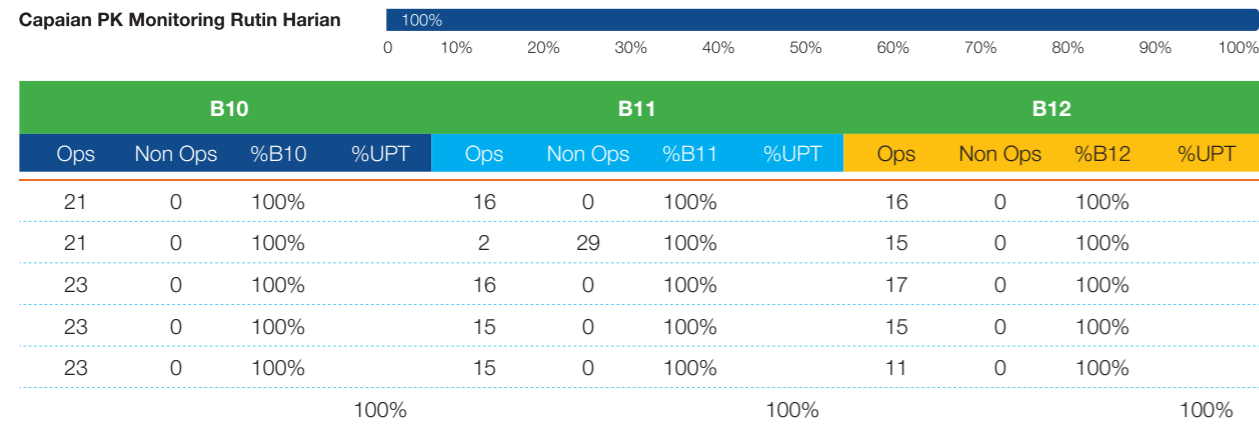 Capaian PK Monitoring Rutin Harian 100%
0 10% 20% 30% 40% 50% 60% 70% 80% 90% 100%
B10 B11 B12
Ops Non Ops %B10 %UPT Ops Non Ops %B11 %UPT Ops Non Ops %B12 %UPT
21 0 100% 16 0 100% 16 0 100%
21 0 100% 2 29 100% 15 0 100%
23 0 100% 16 0 100% 17 0 100%
23 0 100% 15 0 100% 15 0 100%
23 0 100% 15 0 100% 11 0 100%
100% 100% 100%